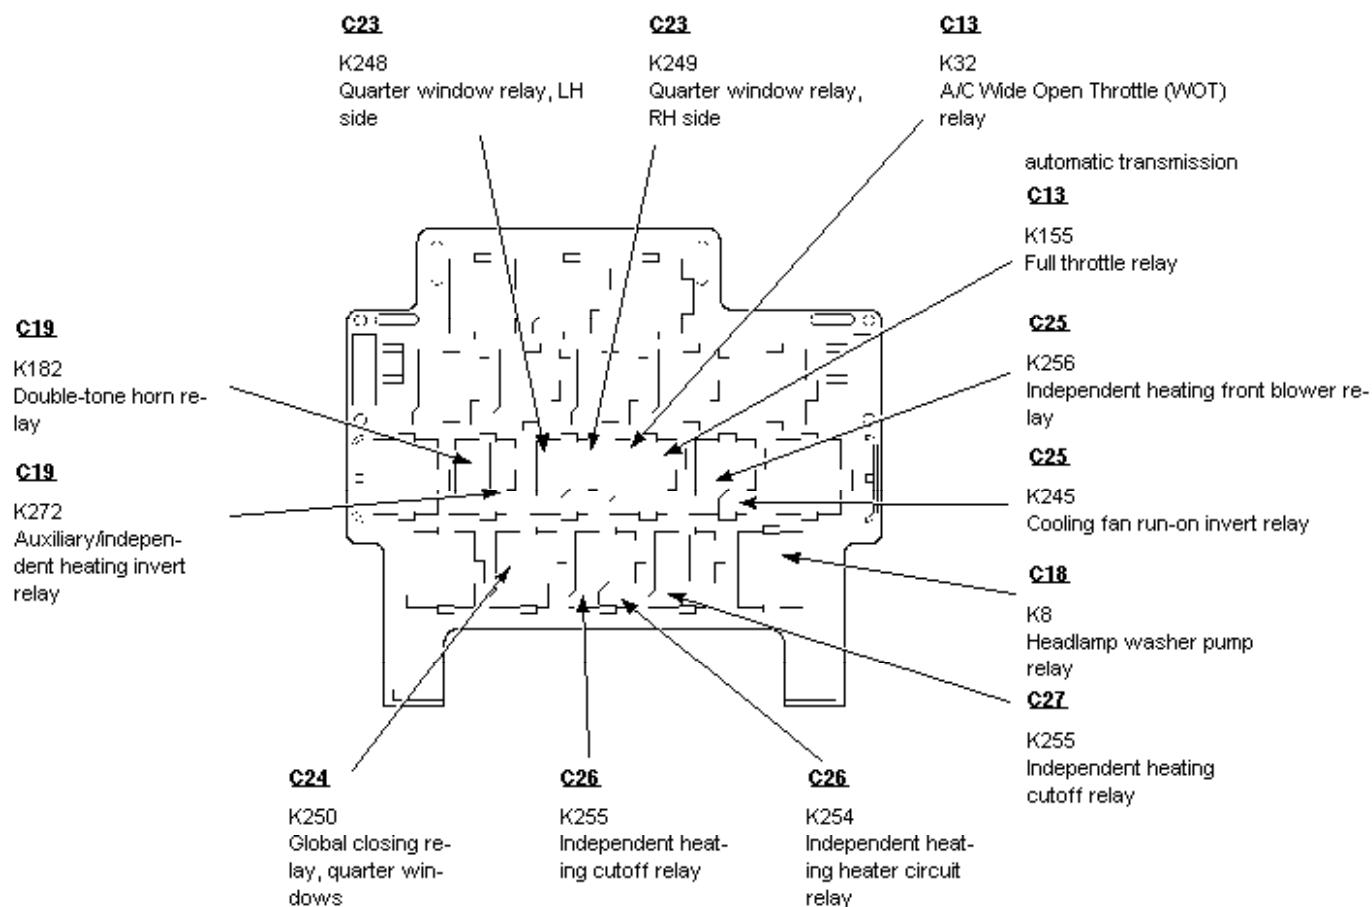 C23
K248
Quarter window relay, LH
side
C23
K249
Quarter window relay,
RH side
C13
K32
A/C Wide Open Throttle (WOT)
relay
automatic transmission
C13
K155
Full throttle relay
C19
K182
Double-tone horn re-
lay
C25
K256
Independent heating front blower re-
lay
C19
K272
Auxiliary/indepen-
dent heating invert
relay
C25
K245
Cooling fan run-on invert relay
C18
K8
Headlamp washer pump
relay
C27
K255
Independent heating
cutoff relay
C24
K250
Global closing re-
lay, quarter win-
dows
C26
K255
Independent heat-
ing cutoff relay
C26
K254
Independent heat-
ing heater circuit
relay